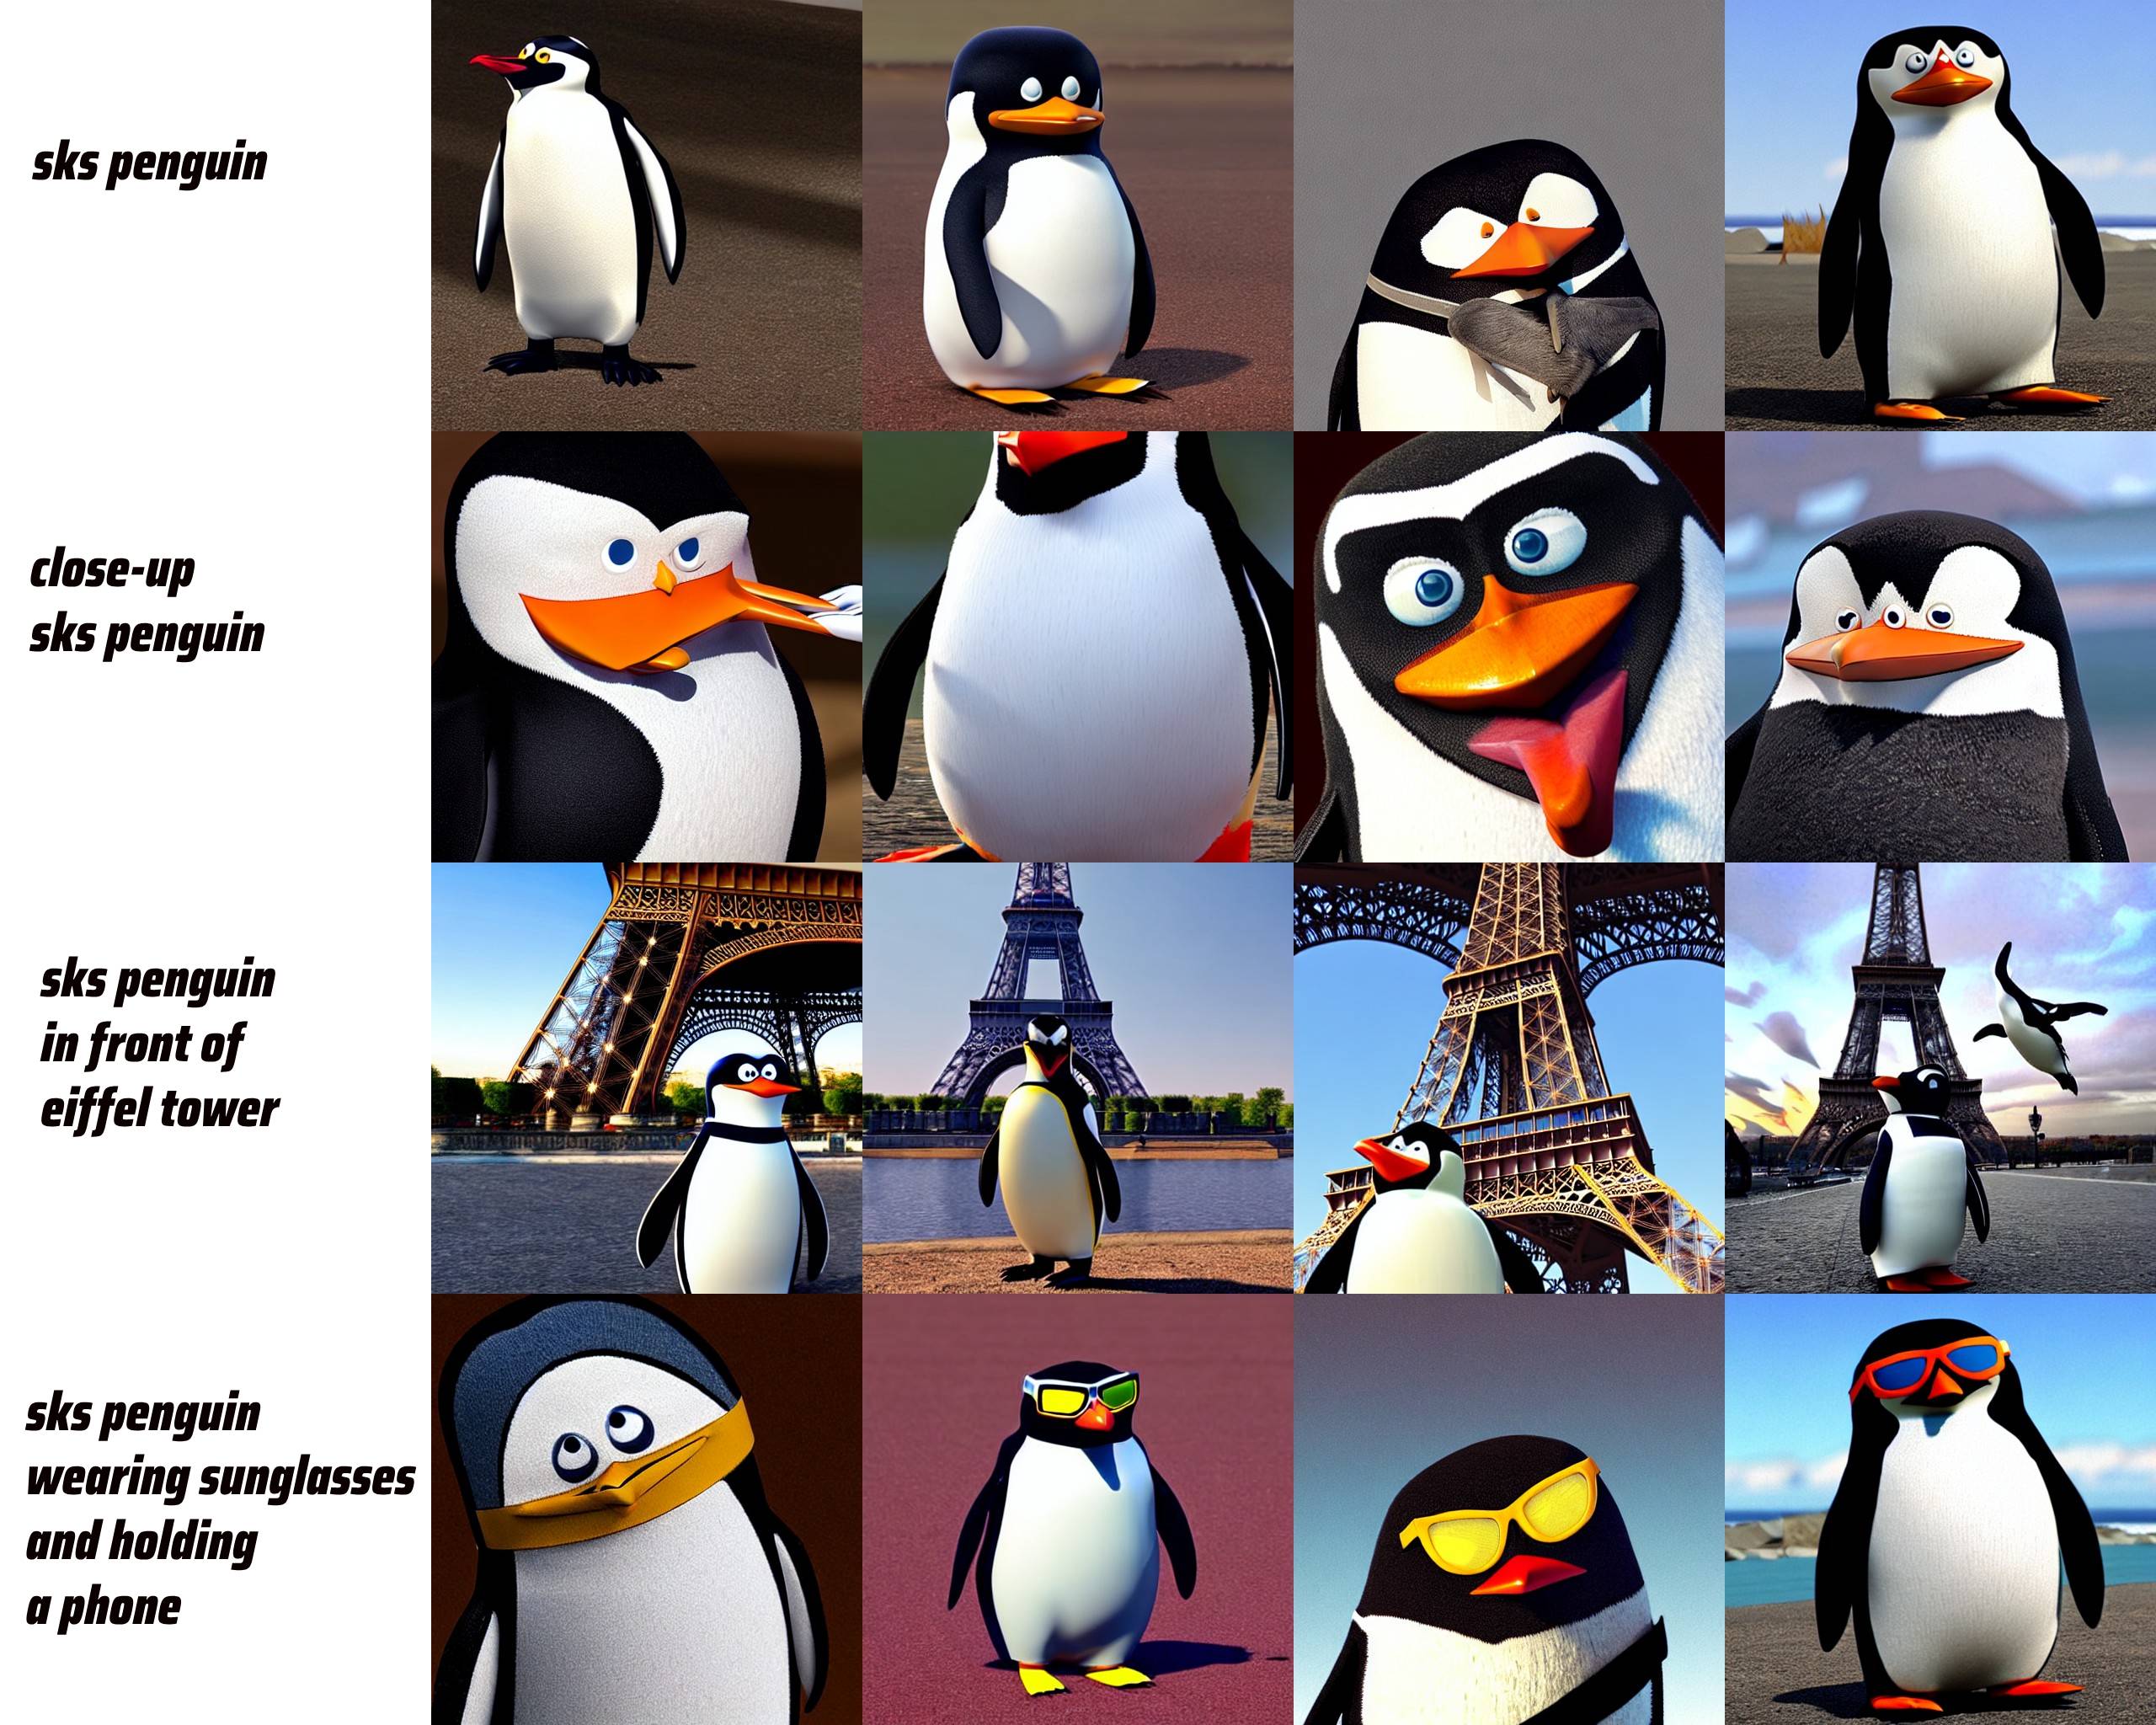 sks penguin
close-up
sks penguin
sks penguin
in front of
eiffel tower
sks penguin
wearing sunglasses
and holding
a phone